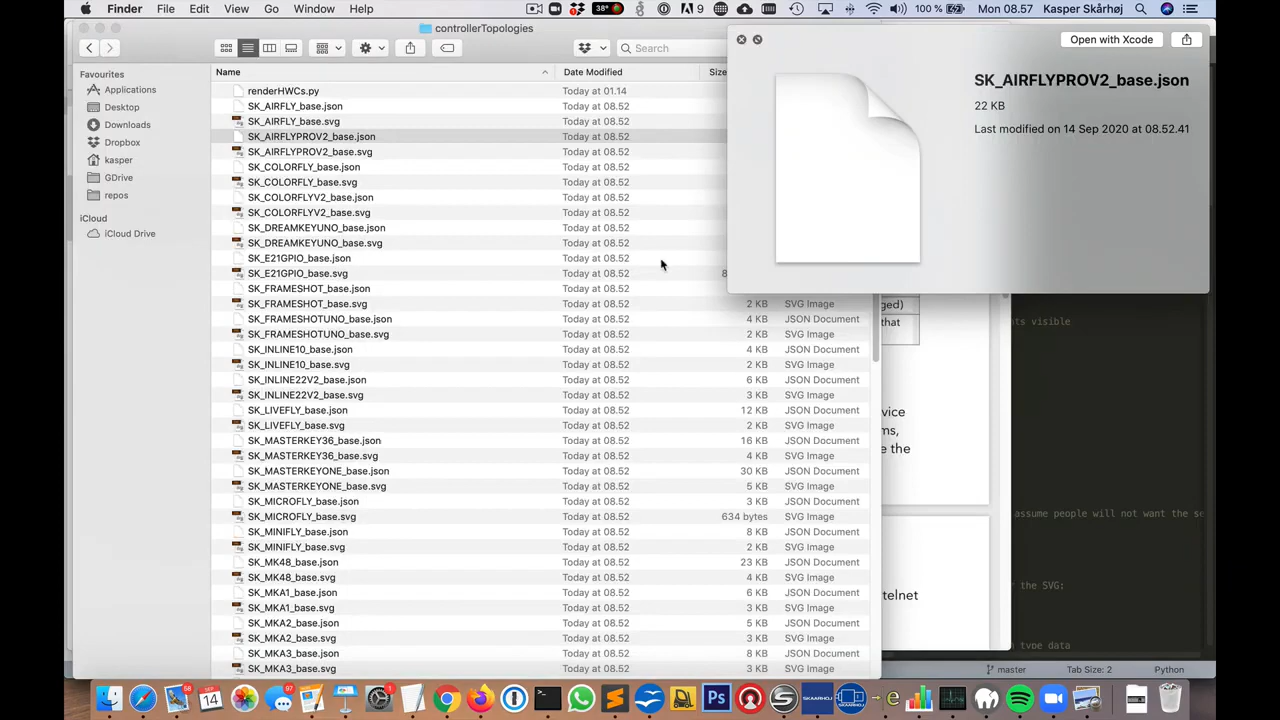 Finder File Edit View Go Window Help 38° 9 100 % Mon 08.57 Kasper Skårhøj
controllerTopologies
Search
Open with Xcode
SK_AIRFLYPROV2_base.json
22 KB
Last modified on 14 Sep 2020 at 08.52.41
Favourites
Applications
Desktop
Downloads
Dropbox
kasper
GDrive
repos
iCloud
iCloud Drive
Name Date Modified
renderHWCs.py Today at 01.14
SK_AIRFLY_base.json Today at 08.52
SK_AIRFLY_base.svg Today at 08.52
SK_AIRFLYPROV2_base.json Today at 08.52
SK_AIRFLYPROV2_base.svg Today at 08.52
SK_COLORFLY_base.json Today at 08.52
SK_COLORFLY_base.svg Today at 08.52
SK_COLORFLYV2_base.json Today at 08.52
SK_COLORFLYV2_base.svg Today at 08.52
SK_DREAMKEYUNO_base.json Today at 08.52
SK_DREAMKEYUNO_base.svg Today at 08.52
SK_E21GPIO_base.json Today at 08.52
SK_E21GPIO_base.svg Today at 08.52
SK_FRAMESHOT_base.json Today at 08.52
SK_FRAMESHOT_base.svg Today at 08.52 2 KB SVG Image
SK_FRAMESHOTUNO_base.json Today at 08.52 4 KB JSON Document
SK_FRAMESHOTUNO_base.svg Today at 08.52 2 KB SVG Image
SK_INLINE10_base.json Today at 08.52 4 KB JSON Document
SK_INLINE10_base.svg Today at 08.52 2 KB SVG Image
SK_INLINE22V2_base.json Today at 08.52 6 KB JSON Document
SK_INLINE22V2_base.svg Today at 08.52 3 KB SVG Image
SK_LIVEFLY_base.json Today at 08.52 12 KB JSON Document
SK_LIVEFLY_base.svg Today at 08.52 2 KB SVG Image
SK_MASTERKEY36_base.json Today at 08.52 16 KB JSON Document
SK_MASTERKEY36_base.svg Today at 08.52 4 KB SVG Image
SK_MASTERKEYONE_base.json Today at 08.52 30 KB JSON Document
SK_MASTERKEYONE_base.svg Today at 08.52 5 KB SVG Image
SK_MICROFLY_base.json Today at 08.52 3 KB JSON Document
SK_MICROFLY_base.svg Today at 08.52 634 bytes SVG Image
SK_MINIFLY_base.json Today at 08.52 8 KB JSON Document
SK_MINIFLY_base.svg Today at 08.52 2 KB SVG Image
SK_MK48_base.json Today at 08.52 23 KB JSON Document
SK_MK48_base.svg Today at 08.52 4 KB SVG Image
SK_MKA1_base.json Today at 08.52 6 KB JSON Document
SK_MKA1_base.svg Today at 08.52 3 KB SVG Image
SK_MKA2_base.json Today at 08.52 5 KB JSON Document
SK_MKA2_base.svg Today at 08.52 3 KB SVG Image
SK_MKA3_base.json Today at 08.52 8 KB JSON Document
SK_MKA3_base.svg Today at 08.52 3 KB SVG Image
that
the
telnet
visible
assume people will not want the
the SVG:
type data
master Tab Size: 2 Python
SKAARHOJ